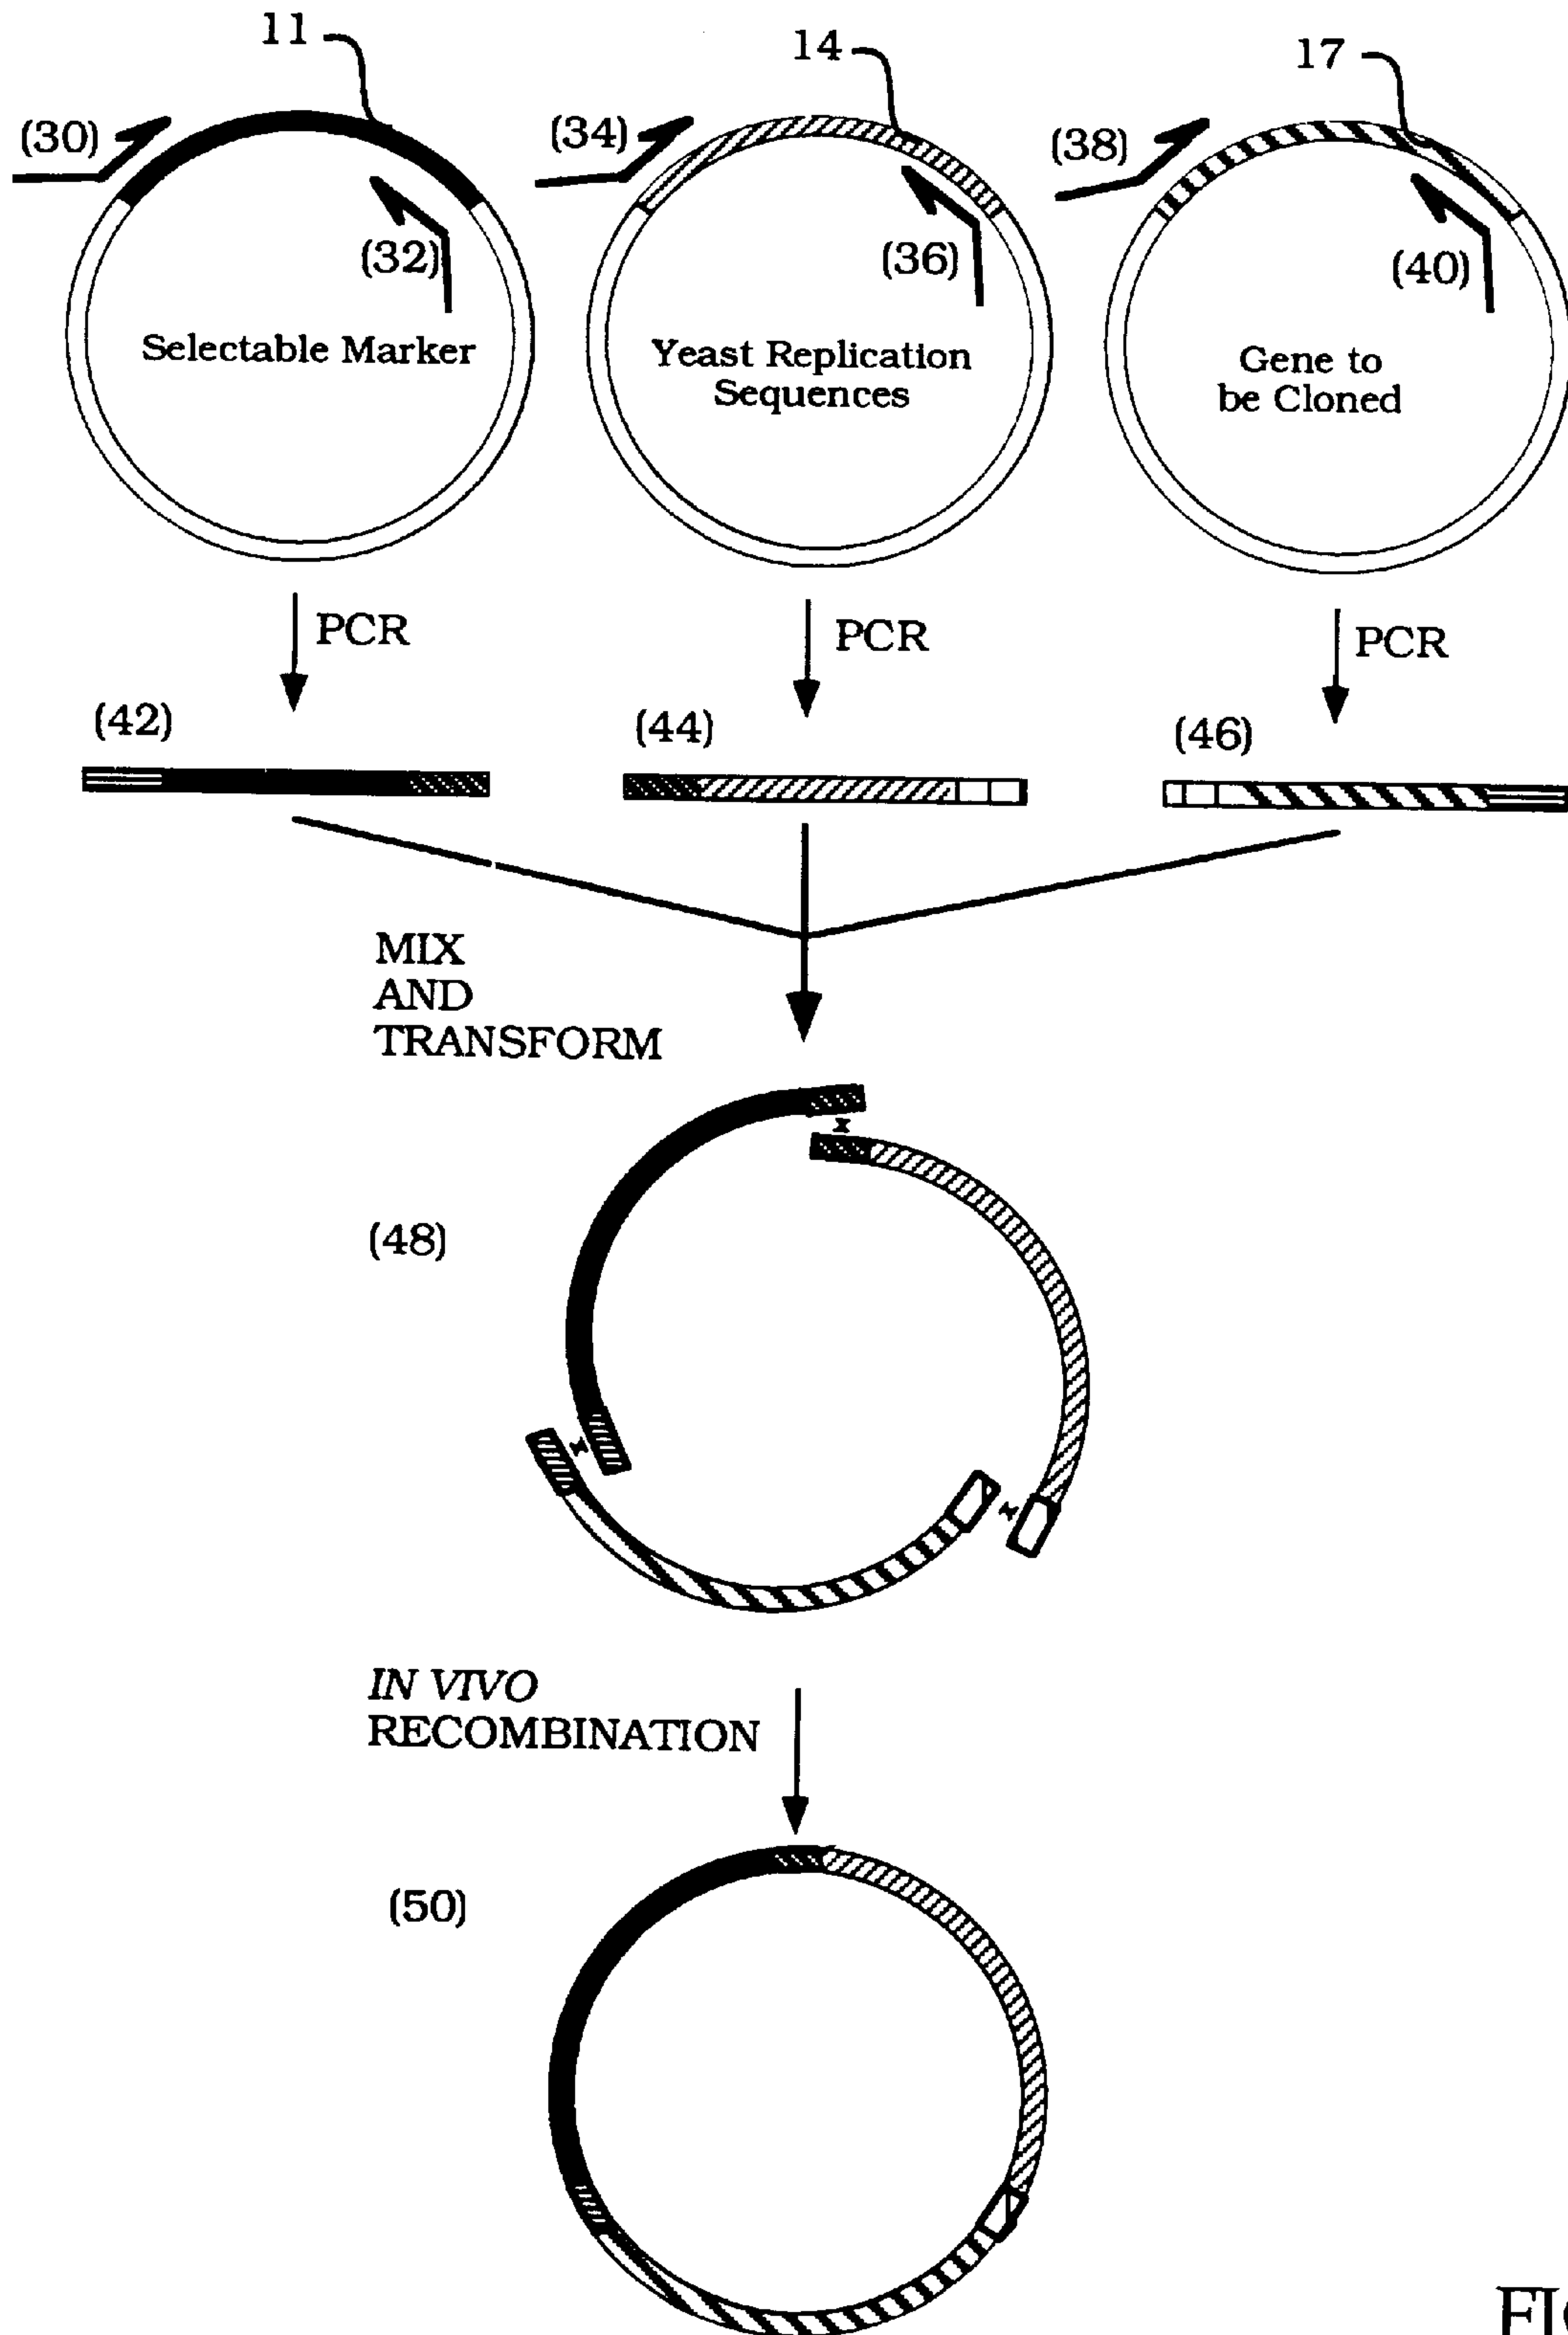 11
14
17
(30)
(34)
(38)
(32)
(36)
(40)
Selectable Marker
Yeast Replication
Sequences
Gene to
be Cloned
PCR
PCR
PCR
(42)
(44)
(46)
MIX
AND
TRANSFORM
(48)
IN VIVO
RECOMBINATION
(50)